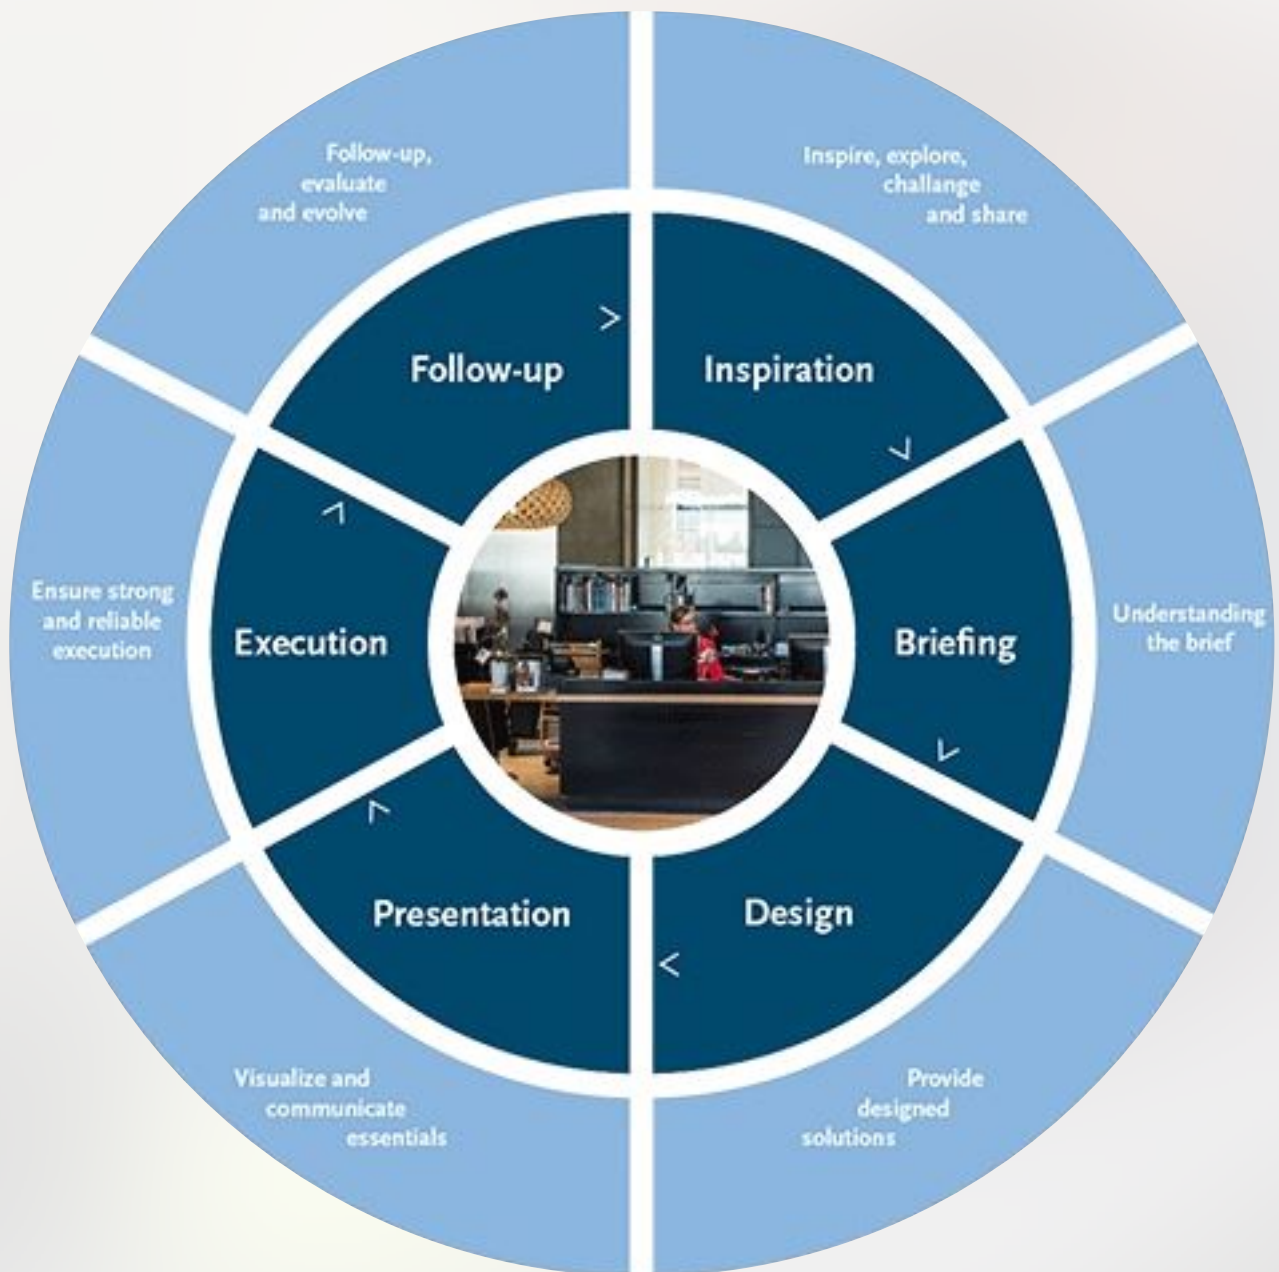 Follow-up,
evaluate
and evolve
Inspire, explore,
challange
and share
Follow-up
>
Inspiration
>
Execution
>
Ensure strong
and reliable
execution
Briefing
>
Understanding
the brief
Presentation
>
Design
<
Visualize and
communicate
essentials
Provide
designed
solutions